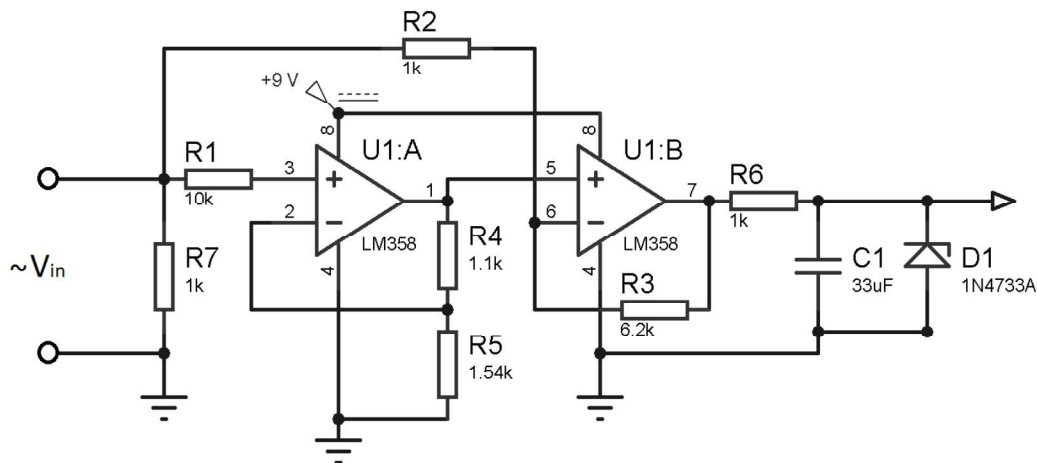 R2
1k
+9 V
8
8
R1
10k
3
2
U1:A
1
LM358
4
5
6
U1:B
7
LM358
4
R6
1k
R7
1k
~Vin
R4
1.1k
R3
6.2k
R5
1.54k
C1
33uF
D1
1N4733A